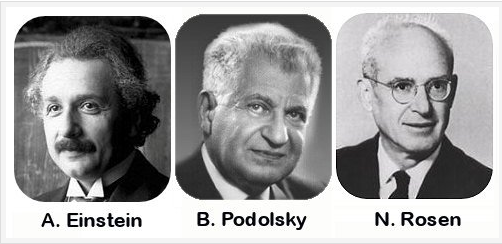 A. Einstein
B. Podolsky
N. Rosen